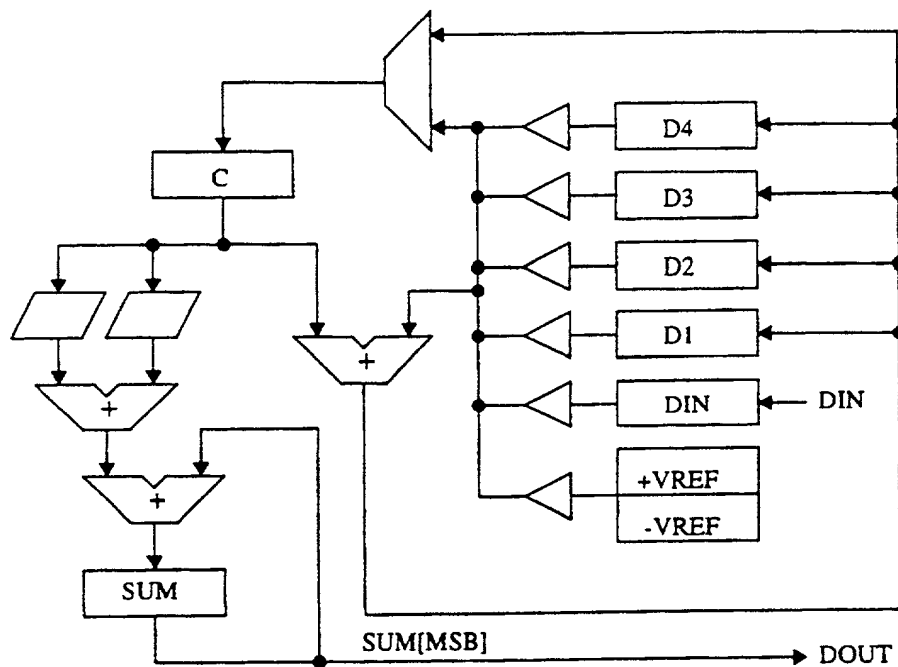 D4
C
D3
D2
D1
+
+
DIN
DIN
+
+VREF
-VREF
SUM
SUM[MSB]
DOUT